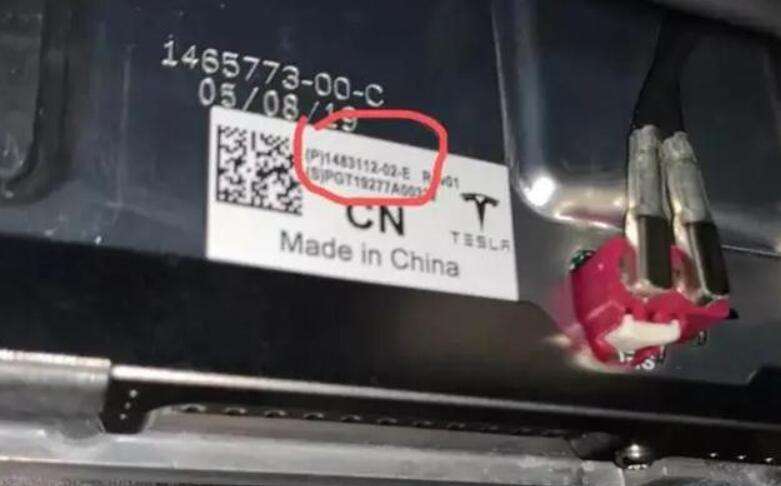 1465773-00-C
05/08/19
(P)1483112-02-E
CN
TESLA
Made in China